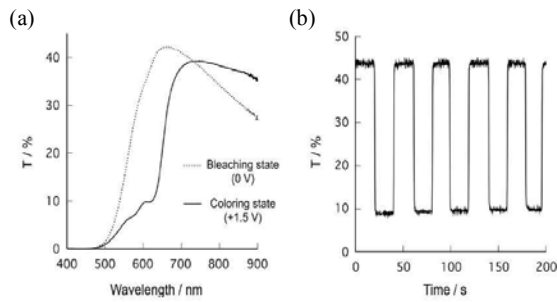 (a)
40
30
20
10
0
T / %
400 500 600 700 800 900
Wavelength / nm
Bleaching state
(0 V)
Coloring state
(+1.5 V)
(b)
50
40
30
20
10
0
T / %
0 50 100 150 200
Time / s